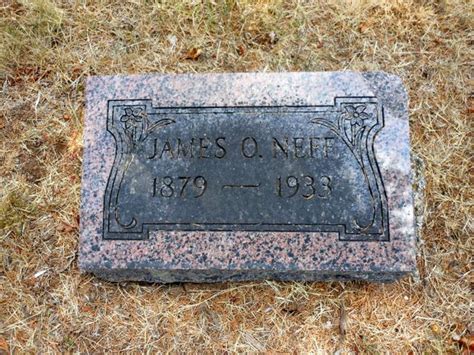 JAMES O. NEFF
1879 — 1933